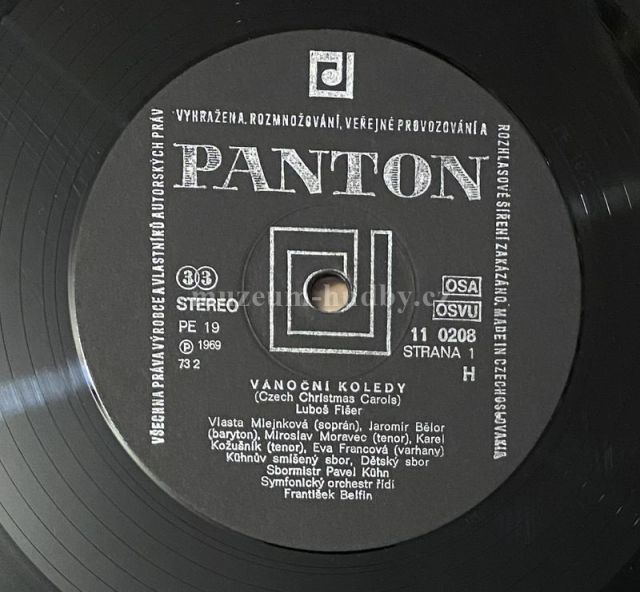 VŠECHNA PRÁVA VÝROBCE A VLASTNÍKŮ AUTORSKÝCH PRÁV
VYHRAŽENA. ROZMNOŽOVÁNÍ, VEŘEJNÉ PROVOZOVÁNÍ A
ROZHLASOVÉ ŠÍŘENÍ ZAKÁZÁNO. MADE IN CZECHOSLOVAKIA
PANTON
33
STEREO
PE 19
Ⓟ 1969
73 2
muzeum-hudby.cz
OSA
OSVU
11 0208
STRANA 1
H
VÁNOČNÍ KOLEDY
(Czech Christmas Carols)
Luboš Fišer
Vlasta Mlejnková (soprán), Jaromír Bělor
(baryton), Miroslav Moravec (tenor), Karel
Kožušník (tenor), Eva Francová (varhany)
Kühnův smíšený sbor, Dětský sbor
Sbormistr Pavel Kühn
Symfonický orchestr řídí
František Belfín